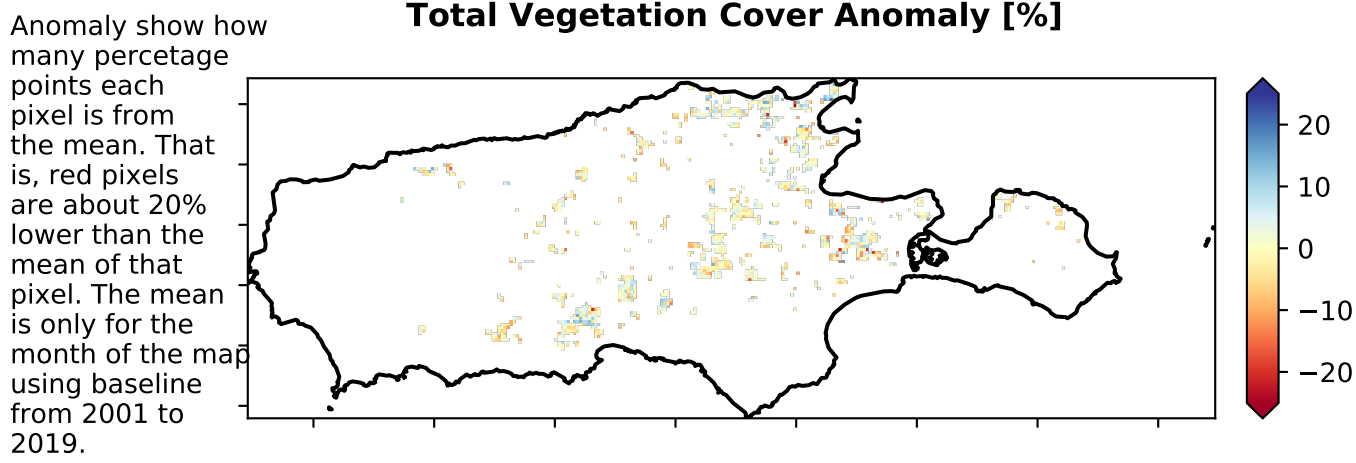 Total Vegetation Cover Anomaly [%]
Anomaly show how
many percetage
points each
pixel is from
the mean. That
is, red pixels
are about 20%
lower than the
mean of that
pixel. The mean
is only for the
month of the map
using baseline
from 2001 to
2019.
20
10
0
−10
−20